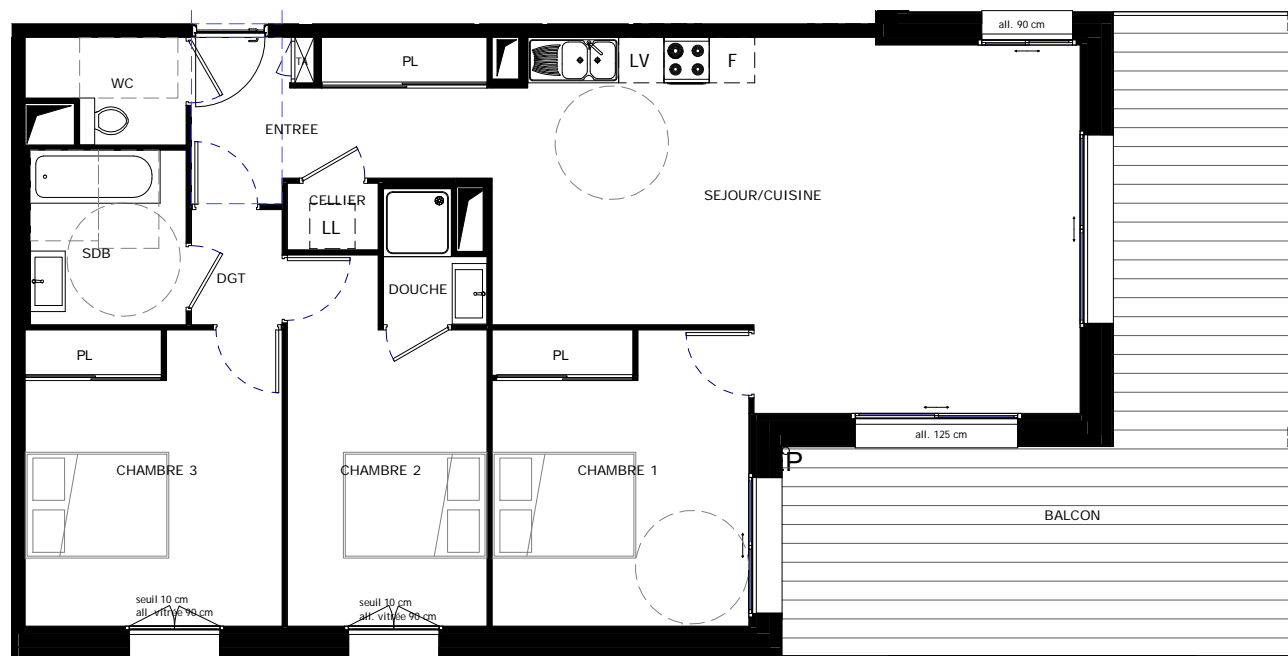 all. 90 cm
WC
TA
PL
LV
F
ENTREE
SEJOUR/CUISINE
CELLIER
LL
SDB
DGT
DOUCHE
PL
PL
all. 125 cm
P
CHAMBRE 3
CHAMBRE 2
CHAMBRE 1
BALCON
seuil 10 cm
all. vitrée 90 cm
seuil 10 cm
all. vitrée 90 cm